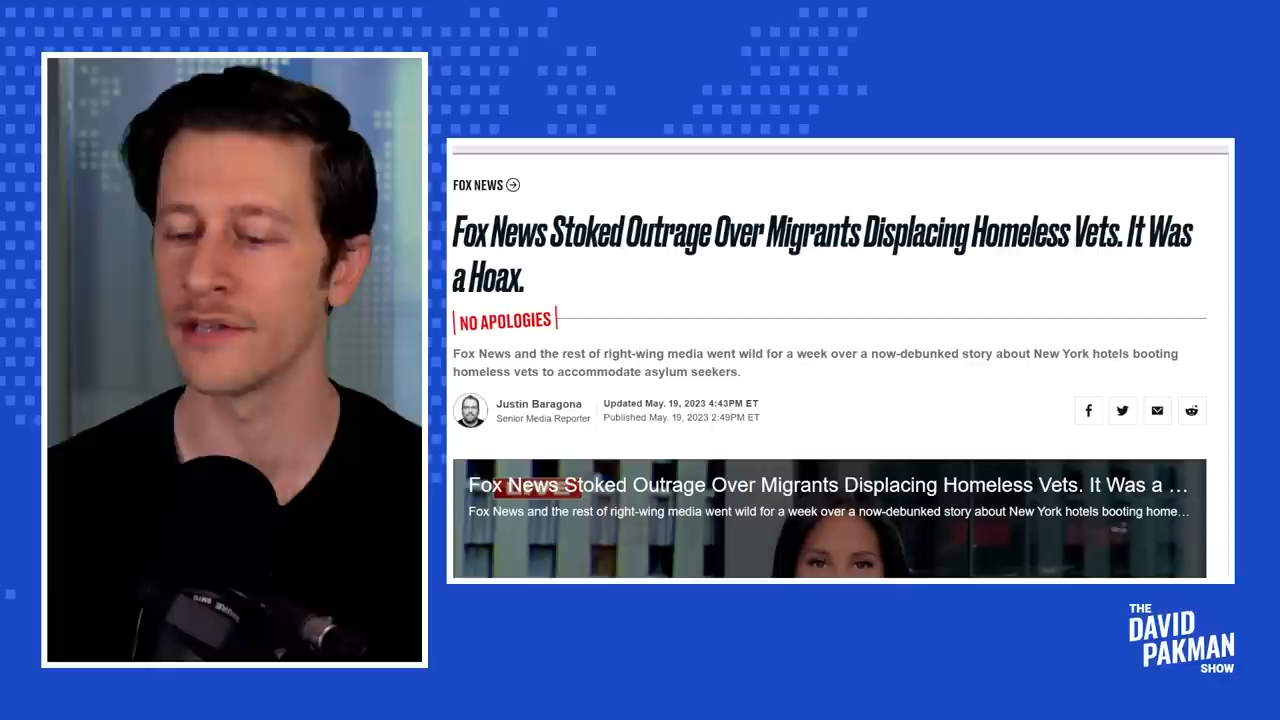 FOX NEWS
Fox News Stoked Outrage Over Migrants Displacing Homeless Vets. It Was
a Hoax.
NO APOLOGIES
Fox News and the rest of right-wing media went wild for a week over a now-debunked story about New York hotels booting
homeless vets to accommodate asylum seekers.
Justin Baragona
Senior Media Reporter
Updated May. 19, 2023 4:43PM ET
Published May. 19, 2023 2:49PM ET
LIVE
Fox News Stoked Outrage Over Migrants Displacing Homeless Vets. It Was a ...
Fox News and the rest of right-wing media went wild for a week over a now-debunked story about New York hotels booting home...
THE
DAVID
PAKMAN
SHOW